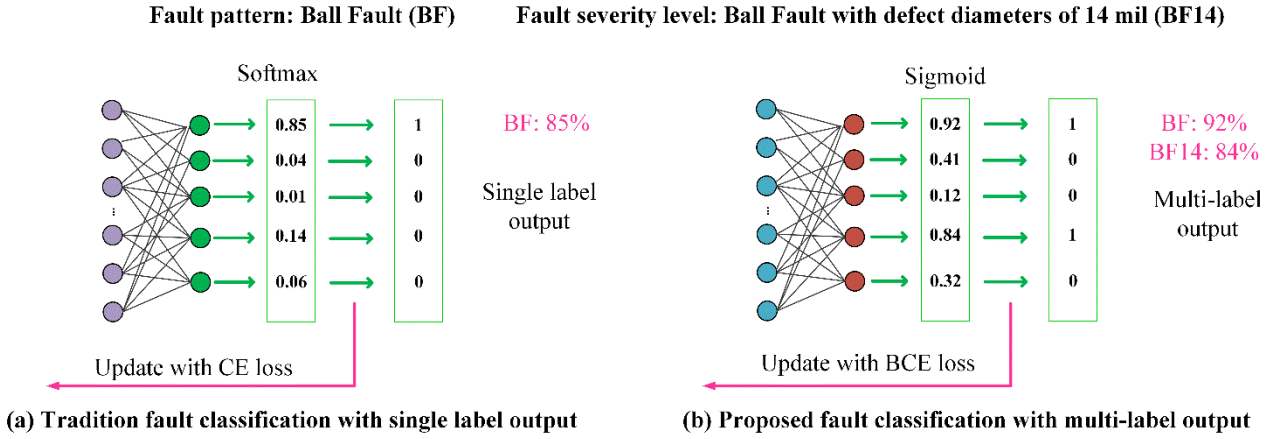 Fault pattern: Ball Fault (BF)
Fault severity level: Ball Fault with defect diameters of 14 mil (BF14)
Softmax
0.85 1
0.04 0
0.01 0
0.14 0
0.06 0
BF: 85%
Single label
output
Update with CE loss
(a) Tradition fault classification with single label output
Sigmoid
0.92 1
0.41 0
0.12 0
0.84 1
0.32 0
BF: 92%
BF14: 84%
Multi-label
output
Update with BCE loss
(b) Proposed fault classification with multi-label output